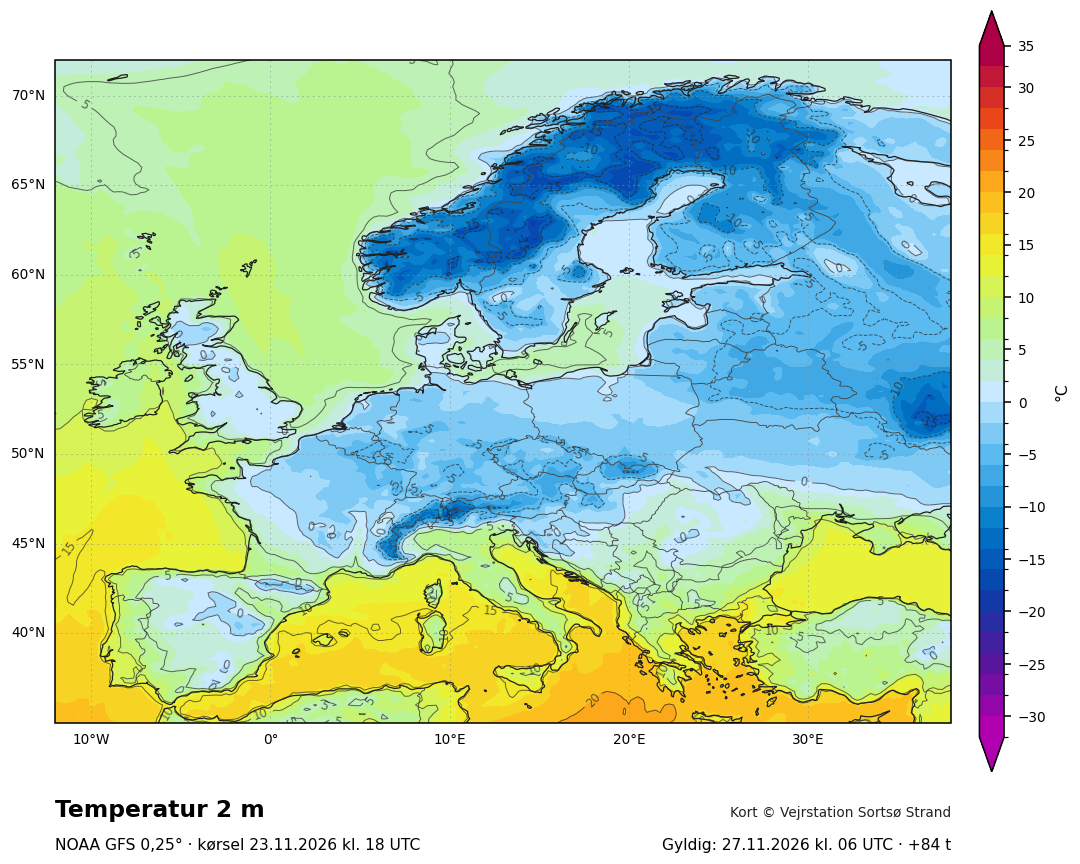 70°N
65°N
60°N
55°N
50°N
45°N
40°N
10°W
0°
10°E
20°E
30°E
35
30
25
20
15
10
5
0
−5
−10
−15
−20
−25
−30
°C
Temperatur 2 m
Kort © Vejrstation Sortsø Strand
NOAA GFS 0,25° · kørsel 23.11.2026 kl. 18 UTC
Gyldig: 27.11.2026 kl. 06 UTC · +84 t